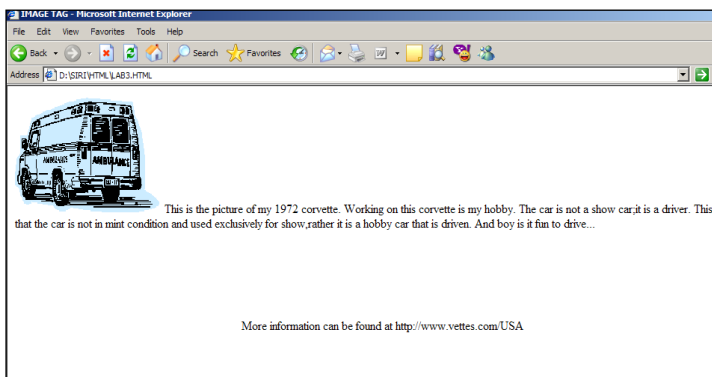 IMAGE TAG - Microsoft Internet Explorer
File Edit View Favorites Tools Help
Back Search Favorites
Address D:\SIRI\HTML\LAB3.HTML
AMBULANCE AMBULANCE
This is the picture of my 1972 corvette. Working on this corvette is my hobby. The car is not a show car;it is a driver. This
that the car is not in mint condition and used exclusively for show,rather it is a hobby car that is driven. And boy is it fun to drive...
More information can be found at http://www.vettes.com/USA